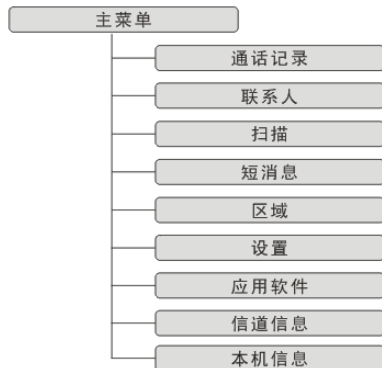 主菜单
通话记录
联系人
扫描
短消息
区域
设置
应用软件
信道信息
本机信息